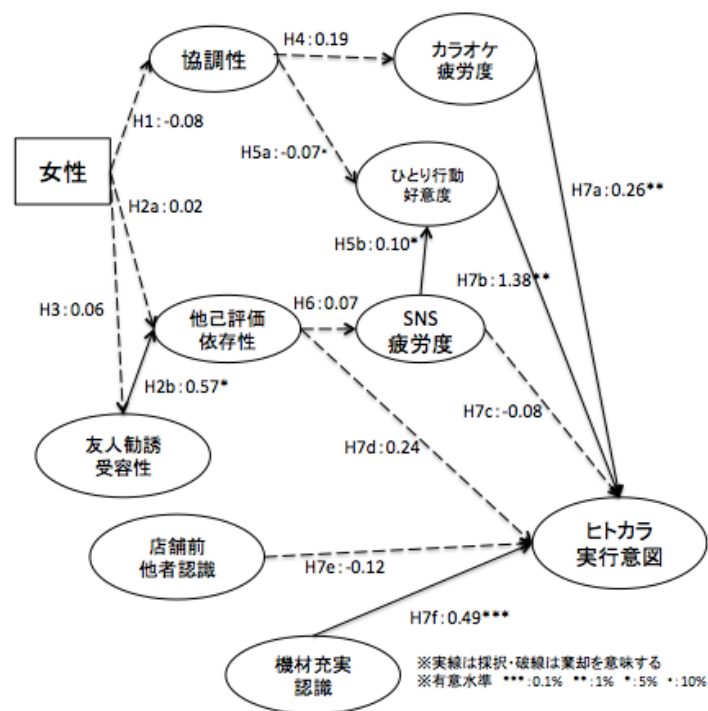 H4:0.19
カラオケ
疲労度
協調性
H1:-0.08
女性
H5a:-0.07・
ひとり行動
好意度
H7a:0.26**
H2a:0.02
H5b:0.10*
H7b:1.38**
H3:0.06
他己評価
依存性
H6:0.07
SNS
疲労度
H2b:0.57*
H7c:-0.08
友人勧誘
受容性
H7d:0.24
店舗前
他者認識
H7e:-0.12
ヒトカラ
実行意図
H7f:0.49***
機材充実
認識
※実線は採択・破線は棄却を意味する
※有意水準 ***:0.1% **:1% *:5% ・:10%